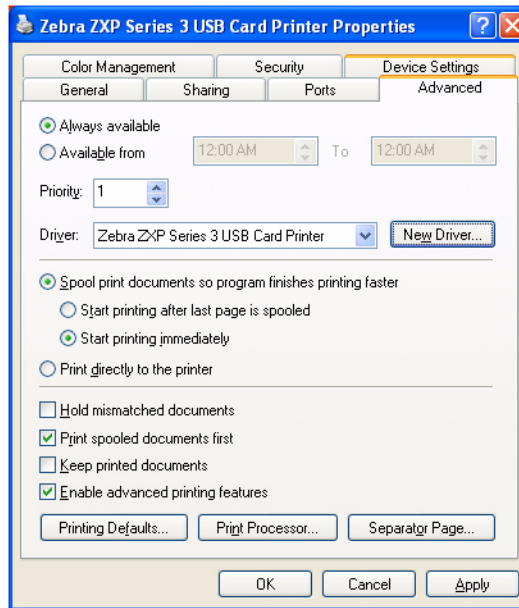 Zebra ZXP Series 3 USB Card Printer Properties
Color Management Security Device Settings
General Sharing Ports Advanced
Always available
Available from 12:00 AM To 12:00 AM
Priority: 1
Driver: Zebra ZXP Series 3 USB Card Printer New Driver...
Spool print documents so program finishes printing faster
Start printing after last page is spooled
Start printing immediately
Print directly to the printer
Hold mismatched documents
Print spooled documents first
Keep printed documents
Enable advanced printing features
Printing Defaults... Print Processor... Separator Page...
OK Cancel Apply